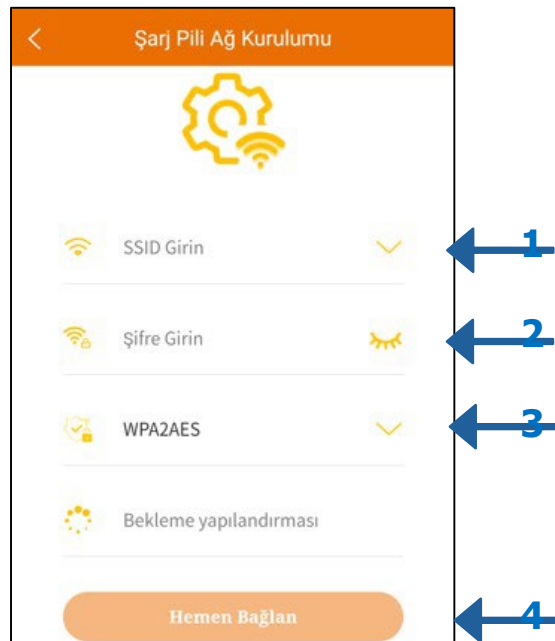 Şarj Pili Ağ Kurulumu
SSID Girin
1
Şifre Girin
2
WPA2AES
3
Bekleme yapılandırması
Hemen Bağlan
4